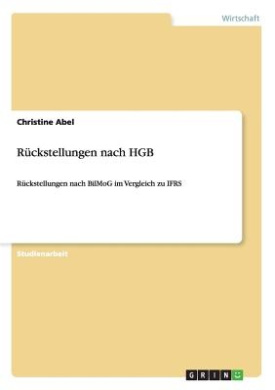 Wirtschaft
Christine Abel
Rückstellungen nach HGB
Rückstellungen nach BilMoG im Vergleich zu IFRS
Studienarbeit
GRIN